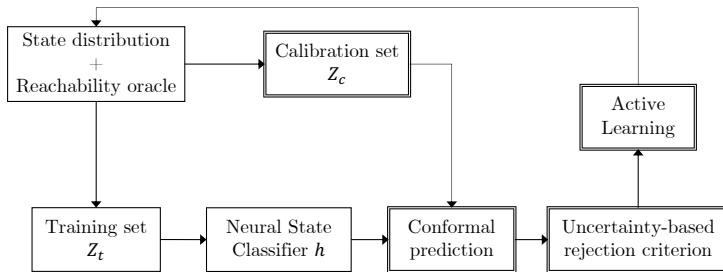 State distribution
+
Reachability oracle
Calibration set
Z_c
Active
Learning
Training set
Z_t
Neural State
Classifier h
Conformal
prediction
Uncertainty-based
rejection criterion